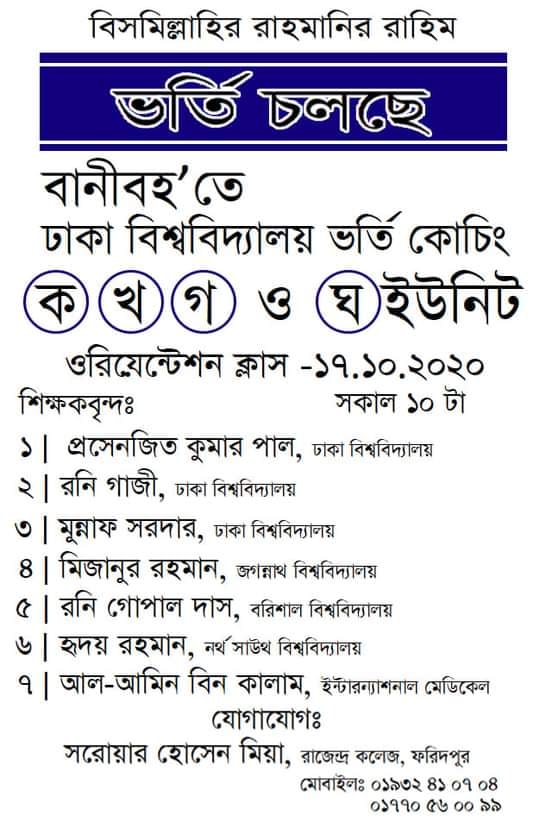 বিসমিল্লাহির রাহমানির রাহিম
ভর্তি চলছে
বানীবহ'তে
ঢাকা বিশ্ববিদ্যালয় ভর্তি কোচিং
ক খ গ ও ঘ ইউনিট
ওরিয়েন্টেশন ক্লাস -১৭.১০.২০২০
শিক্ষকবৃন্দঃ সকাল ১০ টা
১| প্রসেনজিত কুমার পাল, ঢাকা বিশ্ববিদ্যালয়
২| রনি গাজী, ঢাকা বিশ্ববিদ্যালয়
৩| মুন্নাফ সরদার, ঢাকা বিশ্ববিদ্যালয়
৪| মিজানুর রহমান, জগন্নাথ বিশ্ববিদ্যালয়
৫| রনি গোপাল দাস, বরিশাল বিশ্ববিদ্যালয়
৬| হৃদয় রহমান, নর্থ সাউথ বিশ্ববিদ্যালয়
৭| আল-আমিন বিন কালাম, ইন্টারন্যাশনাল মেডিকেল
যোগাযোগঃ
সরোয়ার হোসেন মিয়া, রাজেন্দ্র কলেজ, ফরিদপুর
মোবাইলঃ ০১৯৩২ ৪১ ০৭ ০৪
০১৭৭০ ৫৬ ০০ ৯৯